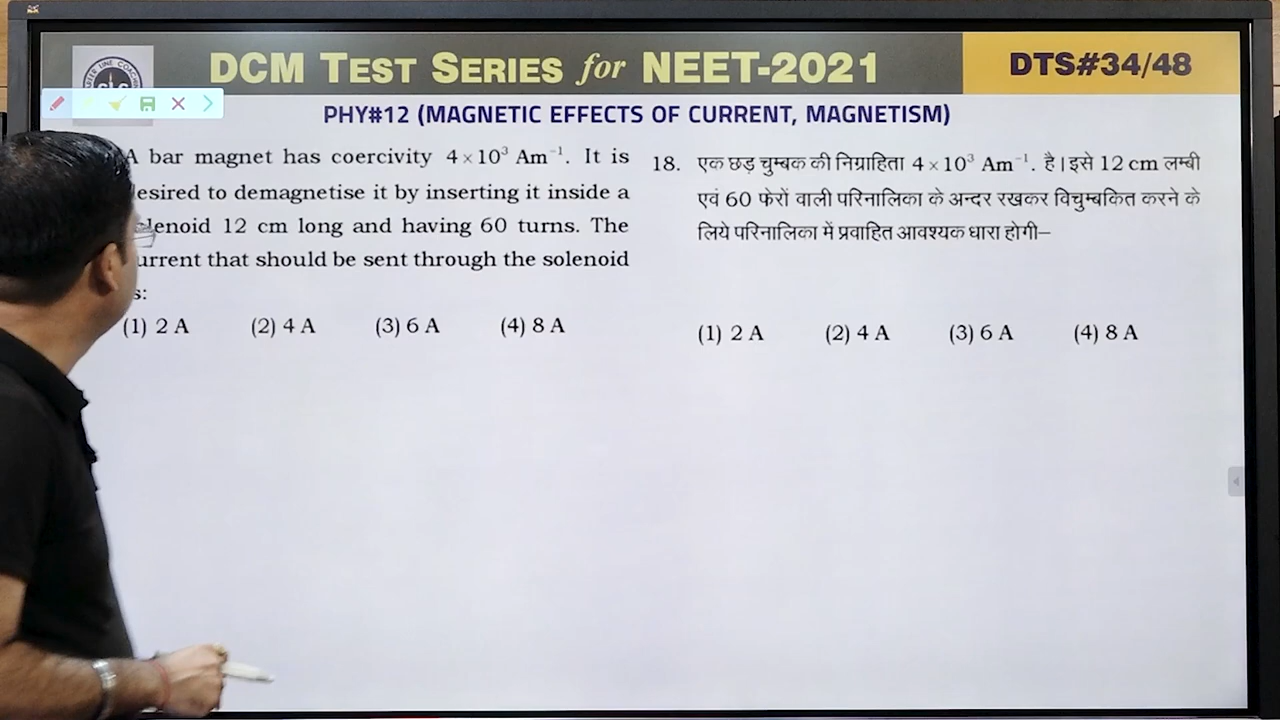 DCM TEST SERIES for NEET-2021
DTS#34/48
PHY#12 (MAGNETIC EFFECTS OF CURRENT, MAGNETISM)
A bar magnet has coercivity 4×10³ Am⁻¹. It is
esired to demagnetise it by inserting it inside a
lenoid 12 cm long and having 60 turns. The
urrent that should be sent through the solenoid
s:
(1) 2 A (2) 4 A (3) 6 A (4) 8 A
18. एक छड़ चुम्बक की निग्राहिता 4×10³ Am⁻¹. है। इसे 12 cm लम्बी
एवं 60 फेरों वाली परिनालिका के अन्दर रखकर विचुम्बकित करने के
लिये परिनालिका में प्रवाहित आवश्यक धारा होगी–
(1) 2 A (2) 4 A (3) 6 A (4) 8 A